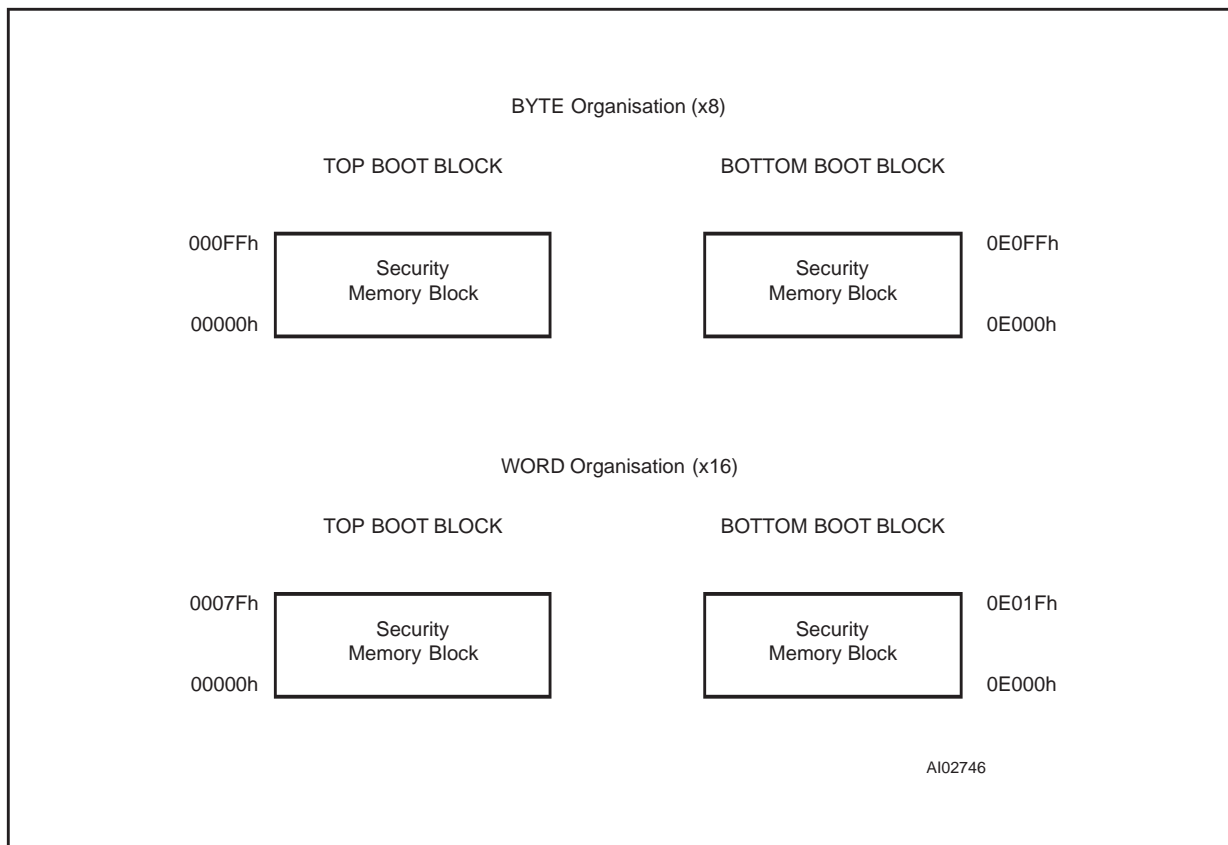 BYTE Organisation (x8)
TOP BOOT BLOCK
BOTTOM BOOT BLOCK
000FFh
Security
Memory Block
00000h
Security
Memory Block
0E0FFh
0E000h
WORD Organisation (x16)
TOP BOOT BLOCK
BOTTOM BOOT BLOCK
0007Fh
Security
Memory Block
00000h
Security
Memory Block
0E01Fh
0E000h
AI02746